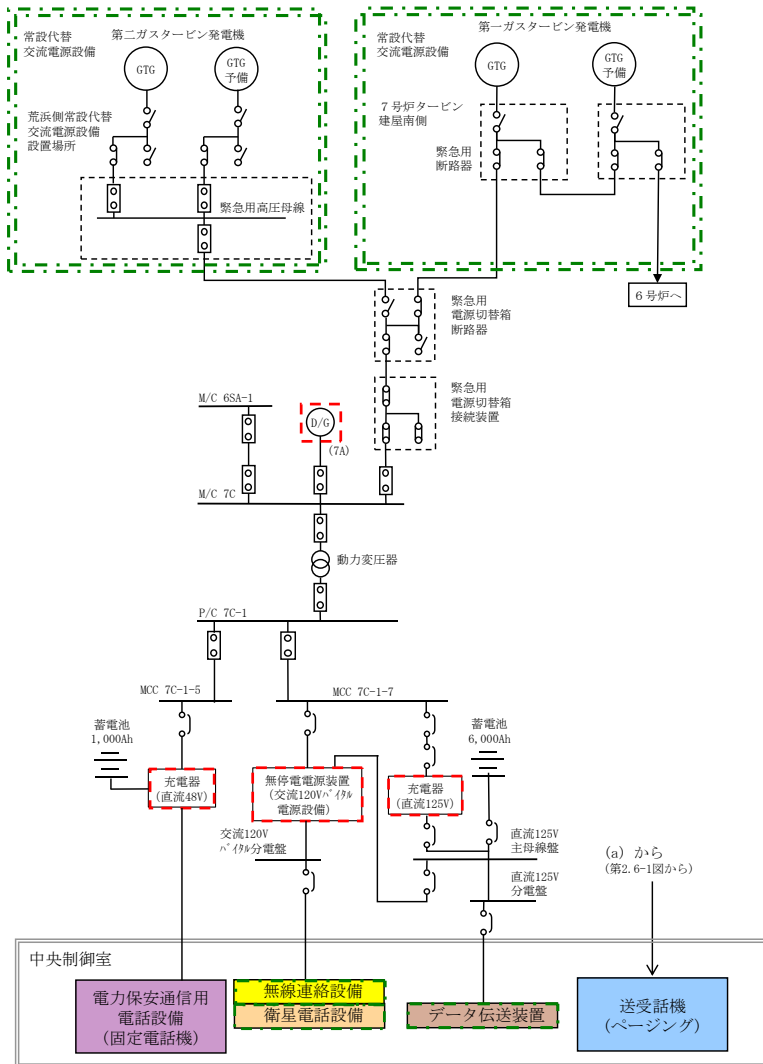 常設代替
交流電源設備
第二ガスタービン発電機
GTG
GTG
予備
荒浜側常設代替
交流電源設備
設置場所
緊急用高圧母線
常設代替
交流電源設備
第一ガスタービン発電機
GTG
GTG
予備
７号炉タービン
建屋南側
緊急用
断路器
６号炉へ
緊急用
電源切替箱
断路器
緊急用
電源切替箱
接続装置
M/C 6SA-1
D/G
(7A)
M/C 7C
動力変圧器
P/C 7C-1
MCC 7C-1-5
MCC 7C-1-7
蓄電池
1,000Ah
蓄電池
6,000Ah
充電器
(直流48V)
無停電電源装置
(交流120Vﾊﾞｲﾀﾙ
電源設備)
充電器
(直流125V)
交流120V
ﾊﾞｲﾀﾙ分電盤
直流125V
主母線盤
直流125V
分電盤
(a) から
(第2.6-1図から)
中央制御室
電力保安通信用
電話設備
(固定電話機)
無線連絡設備
衛星電話設備
データ伝送装置
送受話機
(ページング)